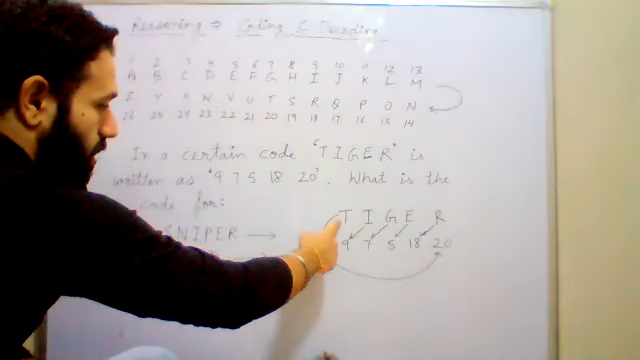 Reasoning ⇒ Coding & Decoding
1 2 3 4 5 6 7 8 9 10 11 12 13
A B C D E F G H I J K L M
Z Y X W V U T S R Q P O N
26 25 24 23 22 21 20 19 18 17 16 15 14
In a certain code 'TIGER' is
written as '9 7 5 18 20'. What is the
code for:
SNIPER → T I G E R
9 7 5 18 20